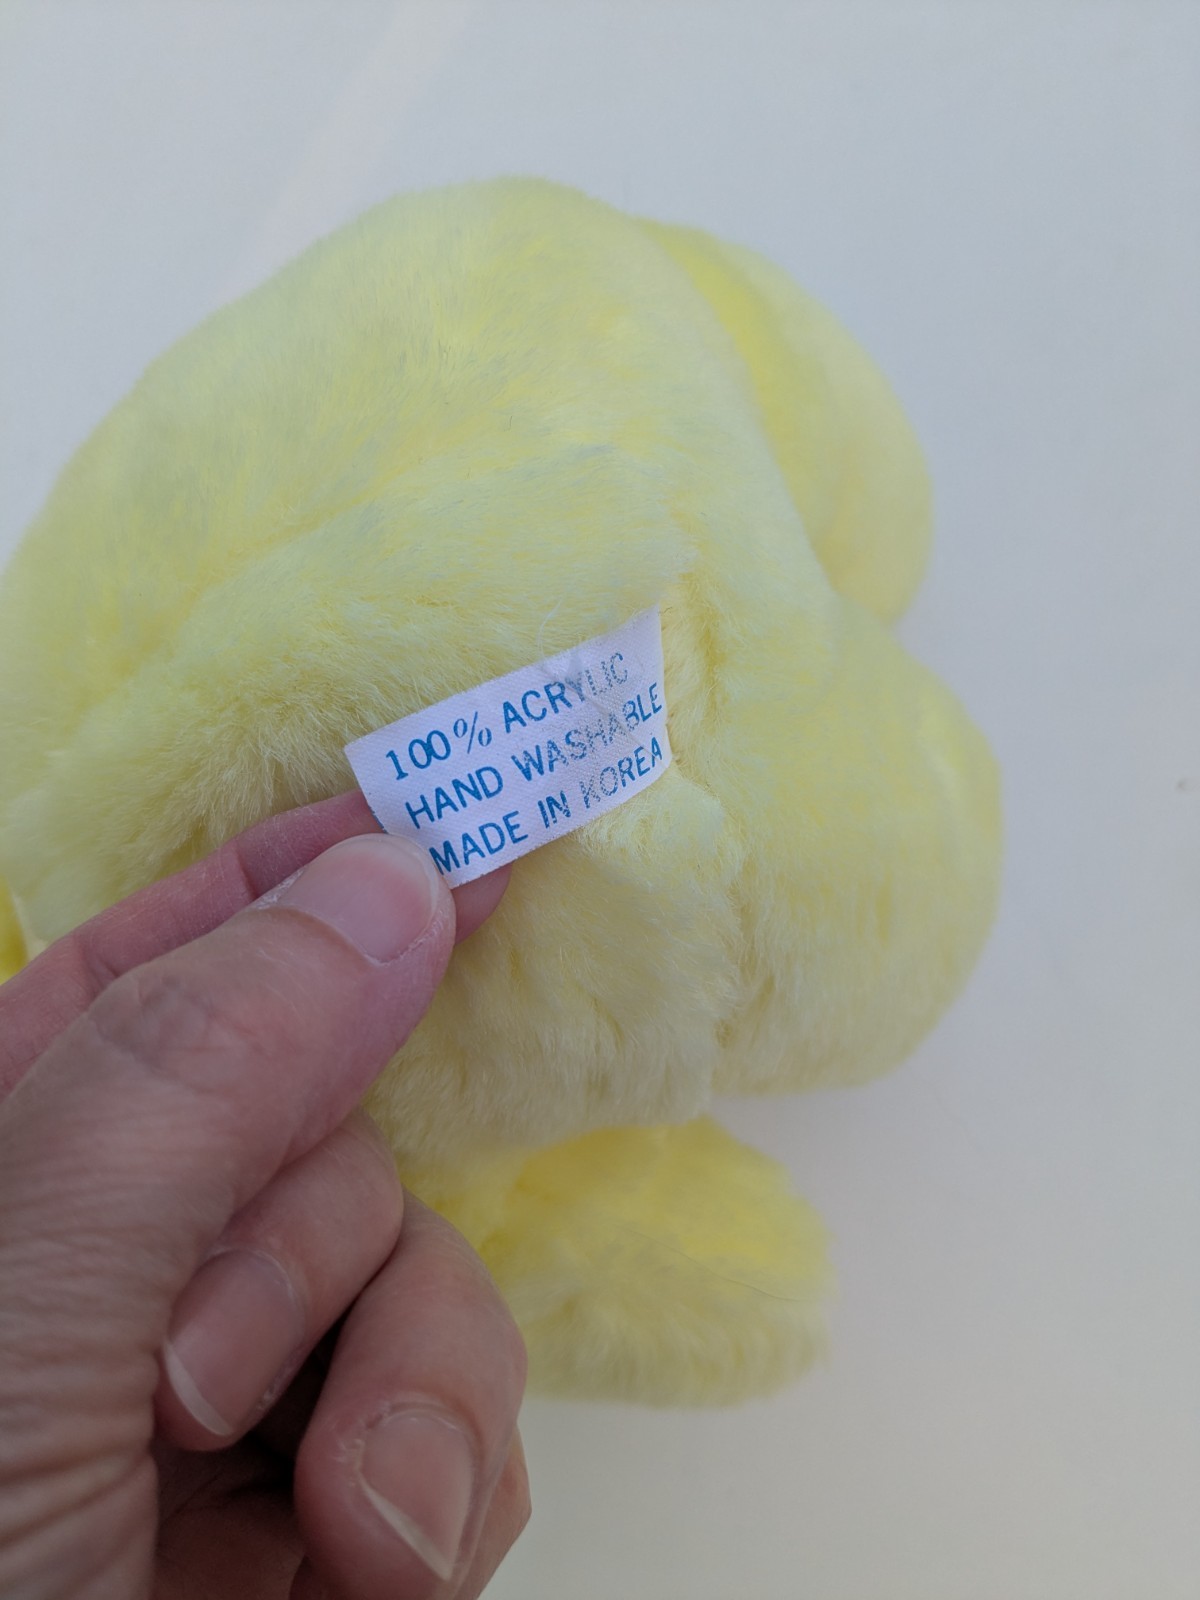 100% ACRYLIC
HAND WASHABLE
MADE IN KOREA